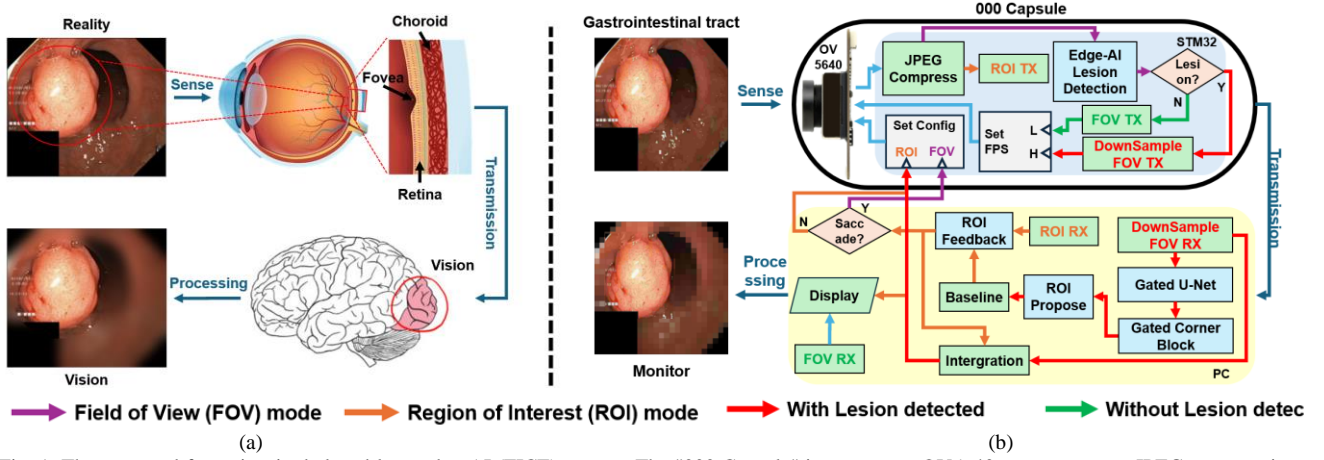 Reality
Choroid
Fovea
Sense
Retina
Transmission
Vision
Processing
Vision
Gastrointestinal tract
000 Capsule
OV
5640
JPEG
Compress
ROI TX
Edge-AI
Lesion
Detection
STM32
Lesi
on?
Y
N
Sense
Set Config
ROI
FOV
Set
FPS
L
H
FOV TX
DownSample
FOV TX
Transmission
N
Y
Sacc
ade?
ROI
Feedback
ROI RX
DownSample
FOV RX
Proce
ssing
Display
Baseline
ROI
Propose
Gated U-Net
Gated Corner
Block
FOV RX
Intergration
PC
Monitor
Field of View (FOV) mode
Region of Interest (ROI) mode
With Lesion detected
Without Lesion detec
(a)
(b)